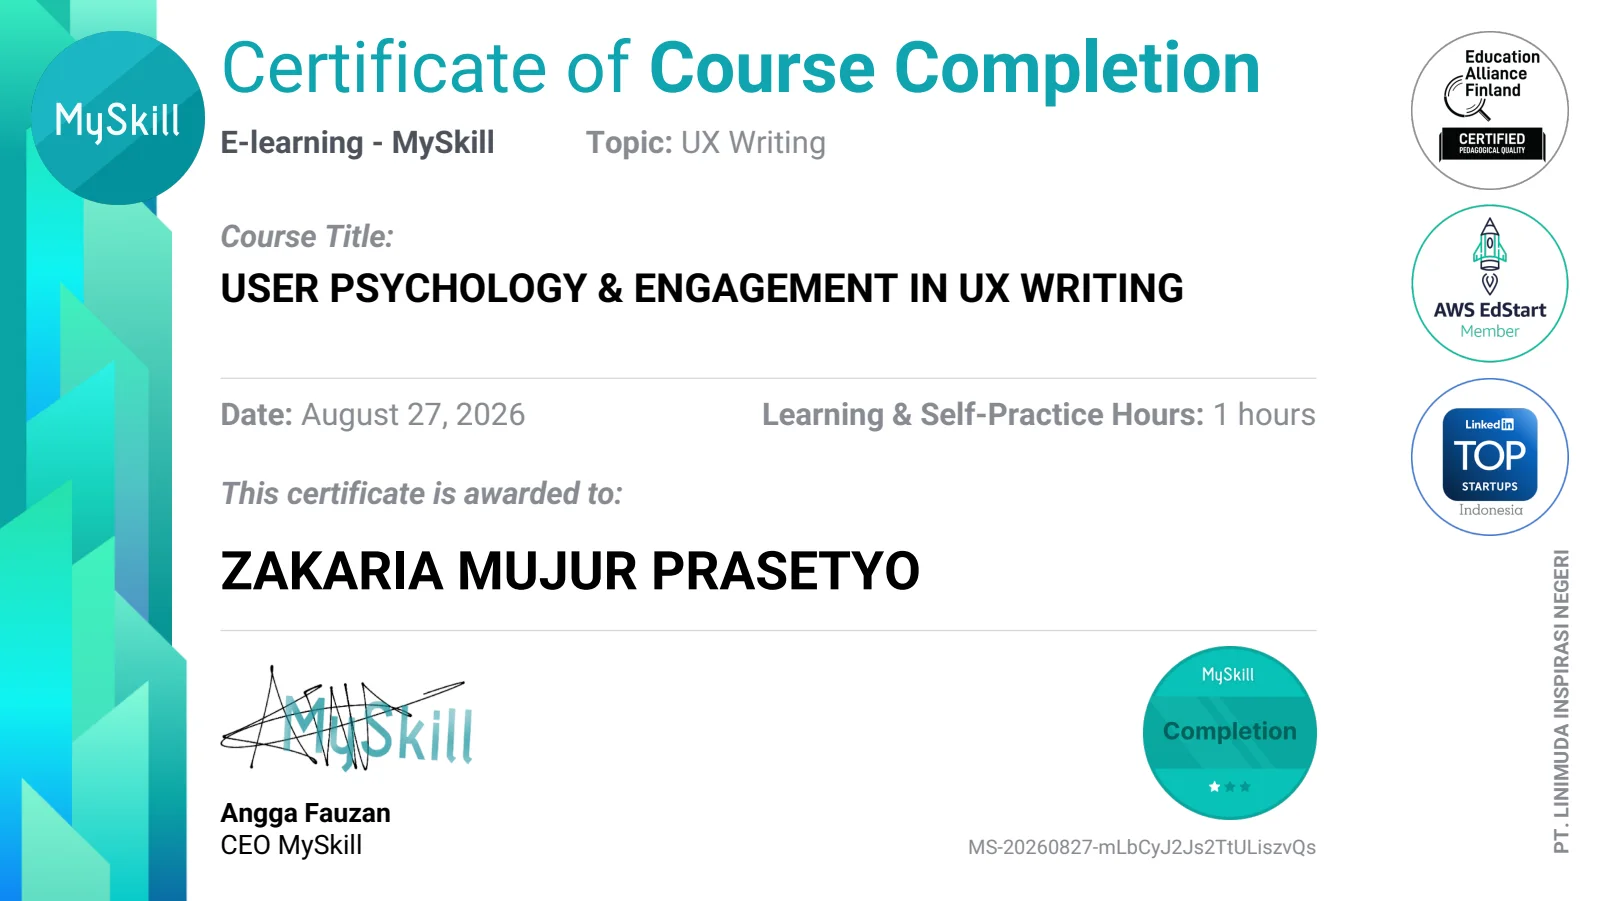 MySkill
Certificate of Course Completion
E-learning - MySkill
Topic: UX Writing
Course Title:
USER PSYCHOLOGY & ENGAGEMENT IN UX WRITING
Date: August 27, 2026
Learning & Self-Practice Hours: 1 hours
This certificate is awarded to:
ZAKARIA MUJUR PRASETYO
MySkill
Angga Fauzan
CEO MySkill
MySkill
Completion
MS-20260827-mLbCyJ2Js2TtULiszvQs
Education
Alliance
Finland
CERTIFIED
PEDAGOGICAL QUALITY
AWS EdStart
Member
Linked in
TOP
STARTUPS
Indonesia
PT. LINIMUDA INSPIRASI NEGERI